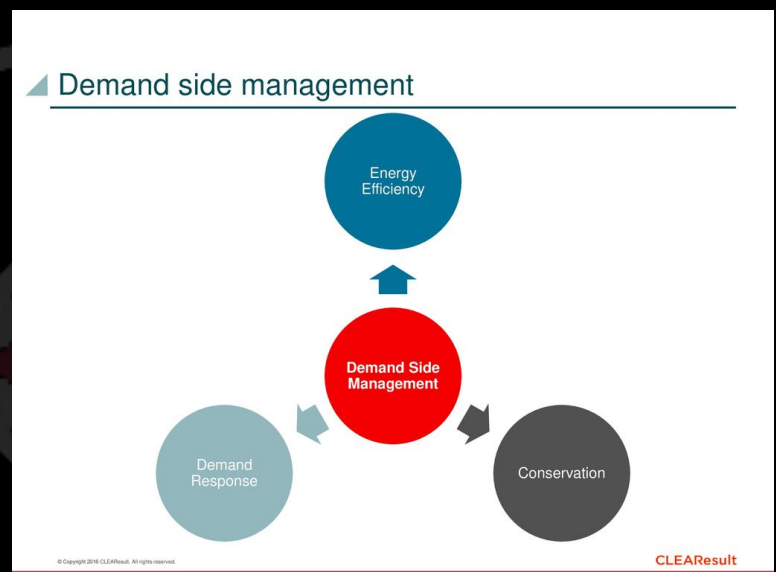 Demand side management
Energy
Efficiency
Demand Side
Management
Demand
Response
Conservation
© Copyright 2016 CLEAResult. All rights reserved.
CLEAResult